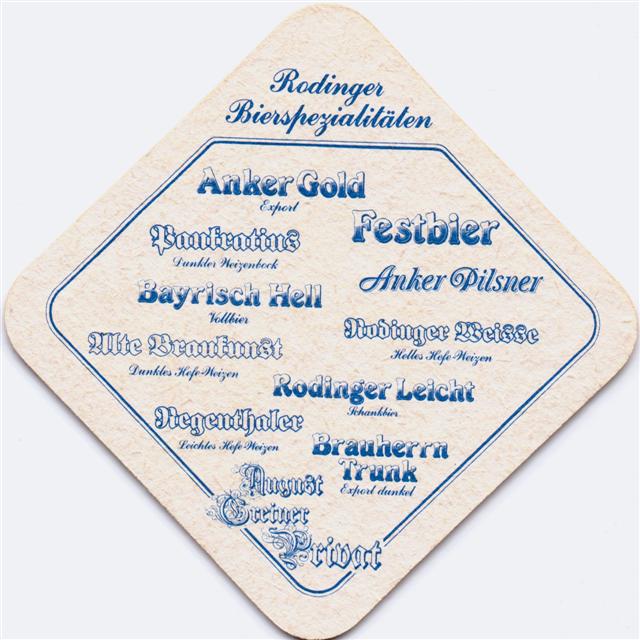 Rodinger
Bierspezialitäten
Anker Gold
Export
Festbier
Pankratius
Dunkler Weizenbock
Anker Pilsner
Bayrisch Hell
Vollbier
Rodinger Weisse
Helles Hefe-Weizen
Alte Braukunst
Dunkles Hefe-Weizen
Rodinger Leicht
Schankbier
Regenthaler
Leichtes Hefe-Weizen
Brauherrn
Trunk
Export dunkel
August
Greiner
Privat